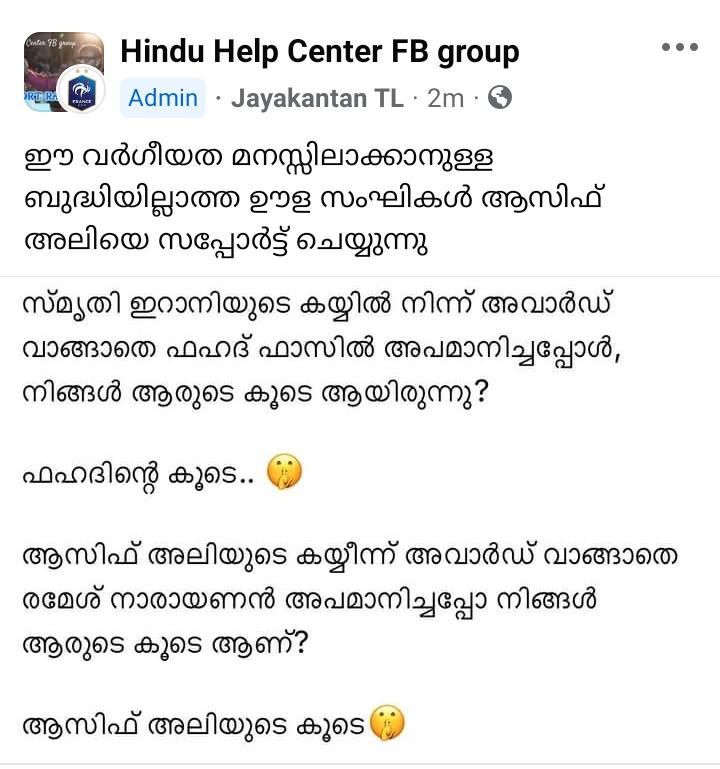 Center FB group
FRANCE
Hindu Help Center FB group
Admin · Jayakantan TL · 2m ·
ഈ വർഗീയത മനസ്സിലാക്കാനുള്ള
ബുദ്ധിയില്ലാത്ത ഊള സംഘികൾ ആസിഫ്
അലിയെ സപ്പോർട്ട് ചെയ്യുന്നു
സ്മൃതി ഇറാനിയുടെ കയ്യിൽ നിന്ന് അവാർഡ്
വാങ്ങാതെ ഫഹദ് ഫാസിൽ അപമാനിച്ചപ്പോൾ,
നിങ്ങൾ ആരുടെ കൂടെ ആയിരുന്നു?
ഫഹദിന്റെ കൂടെ.. 🤫
ആസിഫ് അലിയുടെ കയ്യീന്ന് അവാർഡ് വാങ്ങാതെ
രമേശ് നാരായണൻ അപമാനിച്ചപ്പോ നിങ്ങൾ
ആരുടെ കൂടെ ആണ്?
ആസിഫ് അലിയുടെ കൂടെ🤫